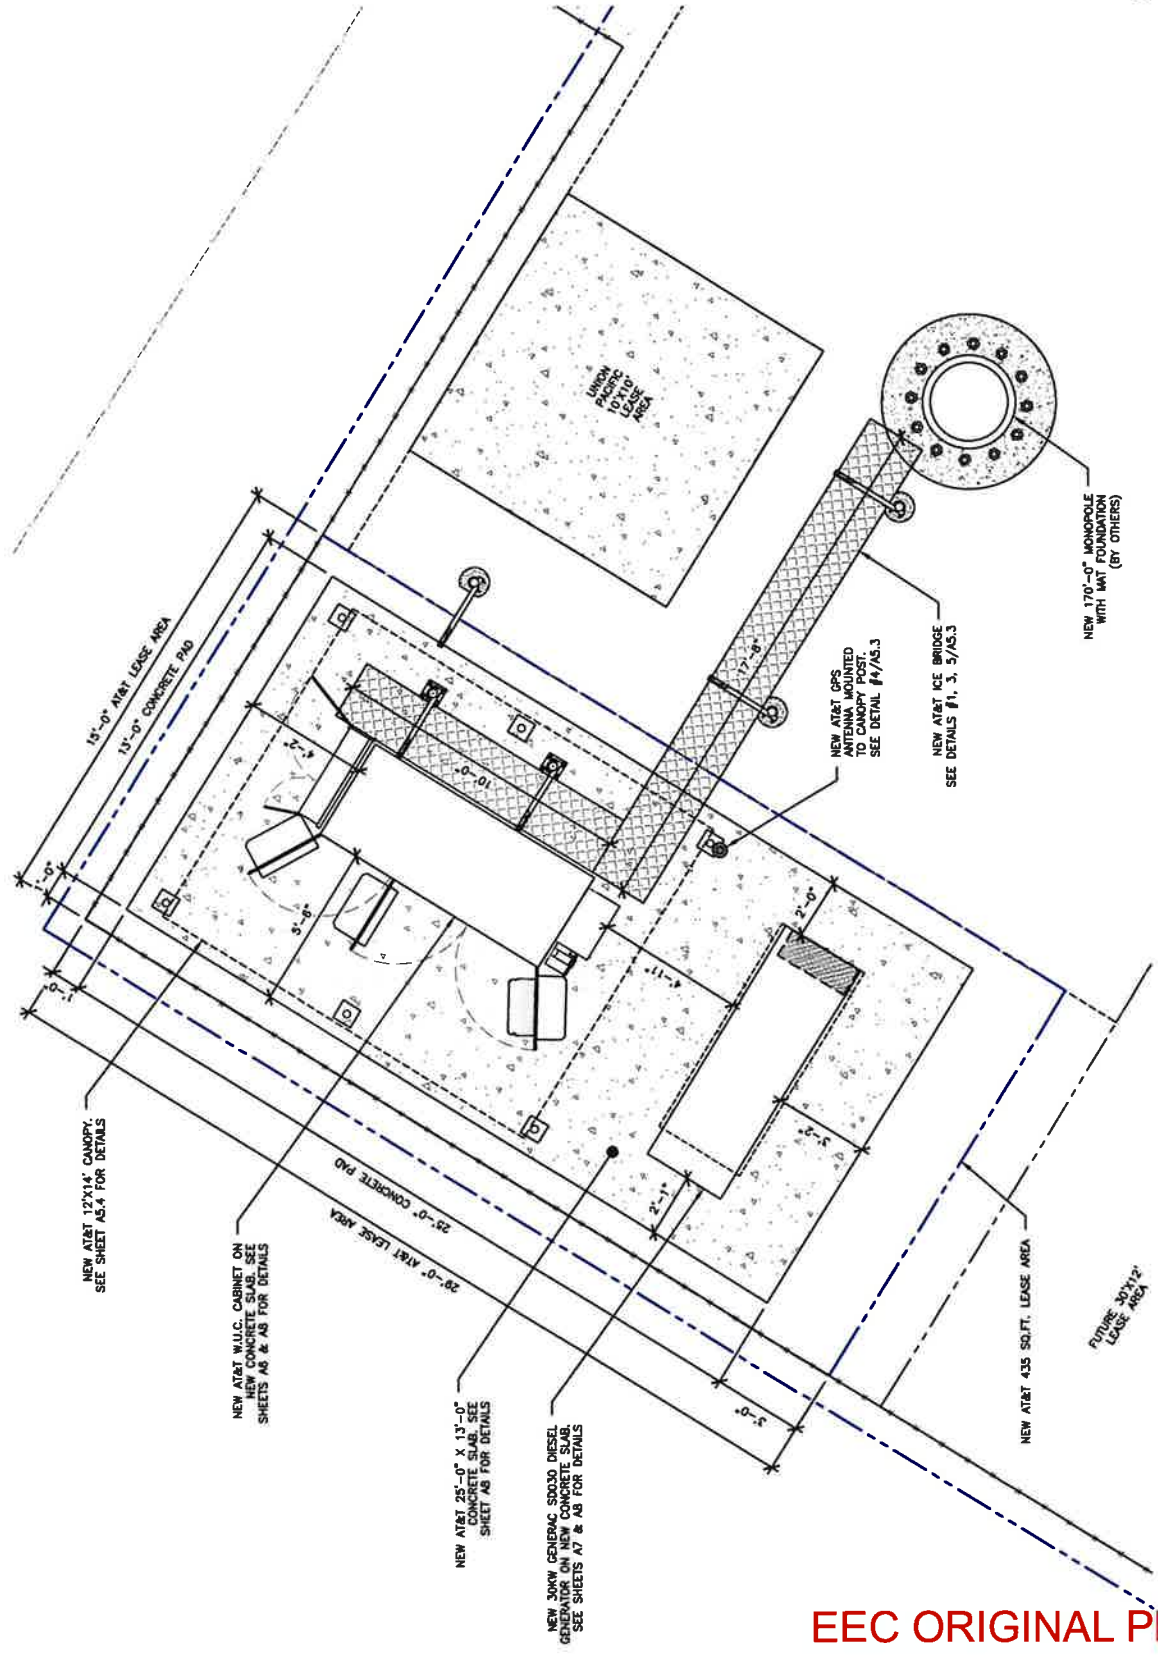 15'-0" AT&T LEASE AREA
13'-0" CONCRETE PAD
1'-0"
1'-0"
29'-0" AT&T LEASE AREA
25'-0" CONCRETE PAD
3'-0"
4'-2"
10'-0"
5'-6"
4'-11"
2'-0"
3'-2"
2'-1"
17'-8"
UNION
PACIFIC
10'X10'
LEASE
AREA
NEW AT&T 12'X14' CANOPY.
SEE SHEET A5.4 FOR DETAILS
NEW AT&T W.U.C. CABINET ON
NEW CONCRETE SLAB. SEE
SHEETS A6 & A8 FOR DETAILS
NEW AT&T 25'-0" X 13'-0"
CONCRETE SLAB. SEE
SHEET A8 FOR DETAILS
NEW 30KW GENERAC SD030 DIESEL
GENERATOR ON NEW CONCRETE SLAB.
SEE SHEETS A7 & A8 FOR DETAILS
NEW AT&T GPS
ANTENNA MOUNTED
TO CANOPY POST.
SEE DETAIL #4/A5.3
NEW AT&T ICE BRIDGE
SEE DETAILS #1, 3, 5/A5.3
NEW 170'-0" MONOPOLE
WITH MAT FOUNDATION
(BY OTHERS)
NEW AT&T 435 SQ.FT. LEASE AREA
FUTURE 30'X12'
LEASE AREA
EEC ORIGINAL